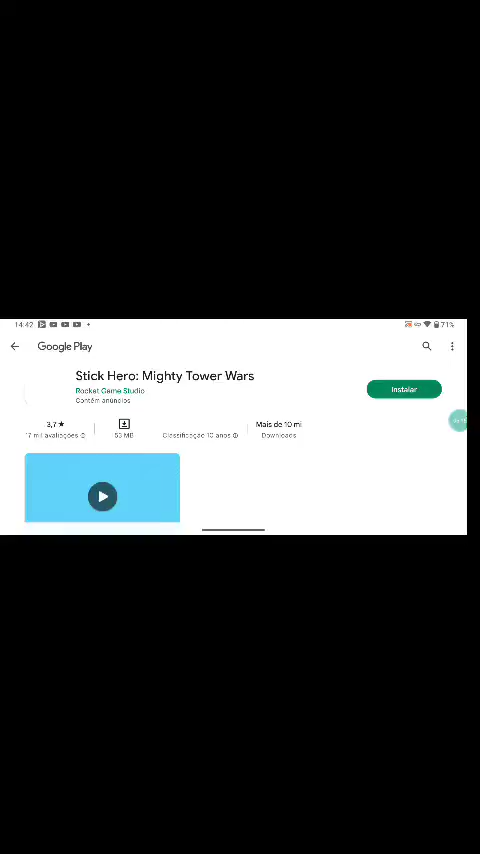 14:42
71%
Google Play
Stick Hero: Mighty Tower Wars
Rocket Game Studio
Contém anúncios
Instalar
3,7★
17 mil avaliações
53 MB
Classificação 10 anos
Mais de 10 mi
Downloads